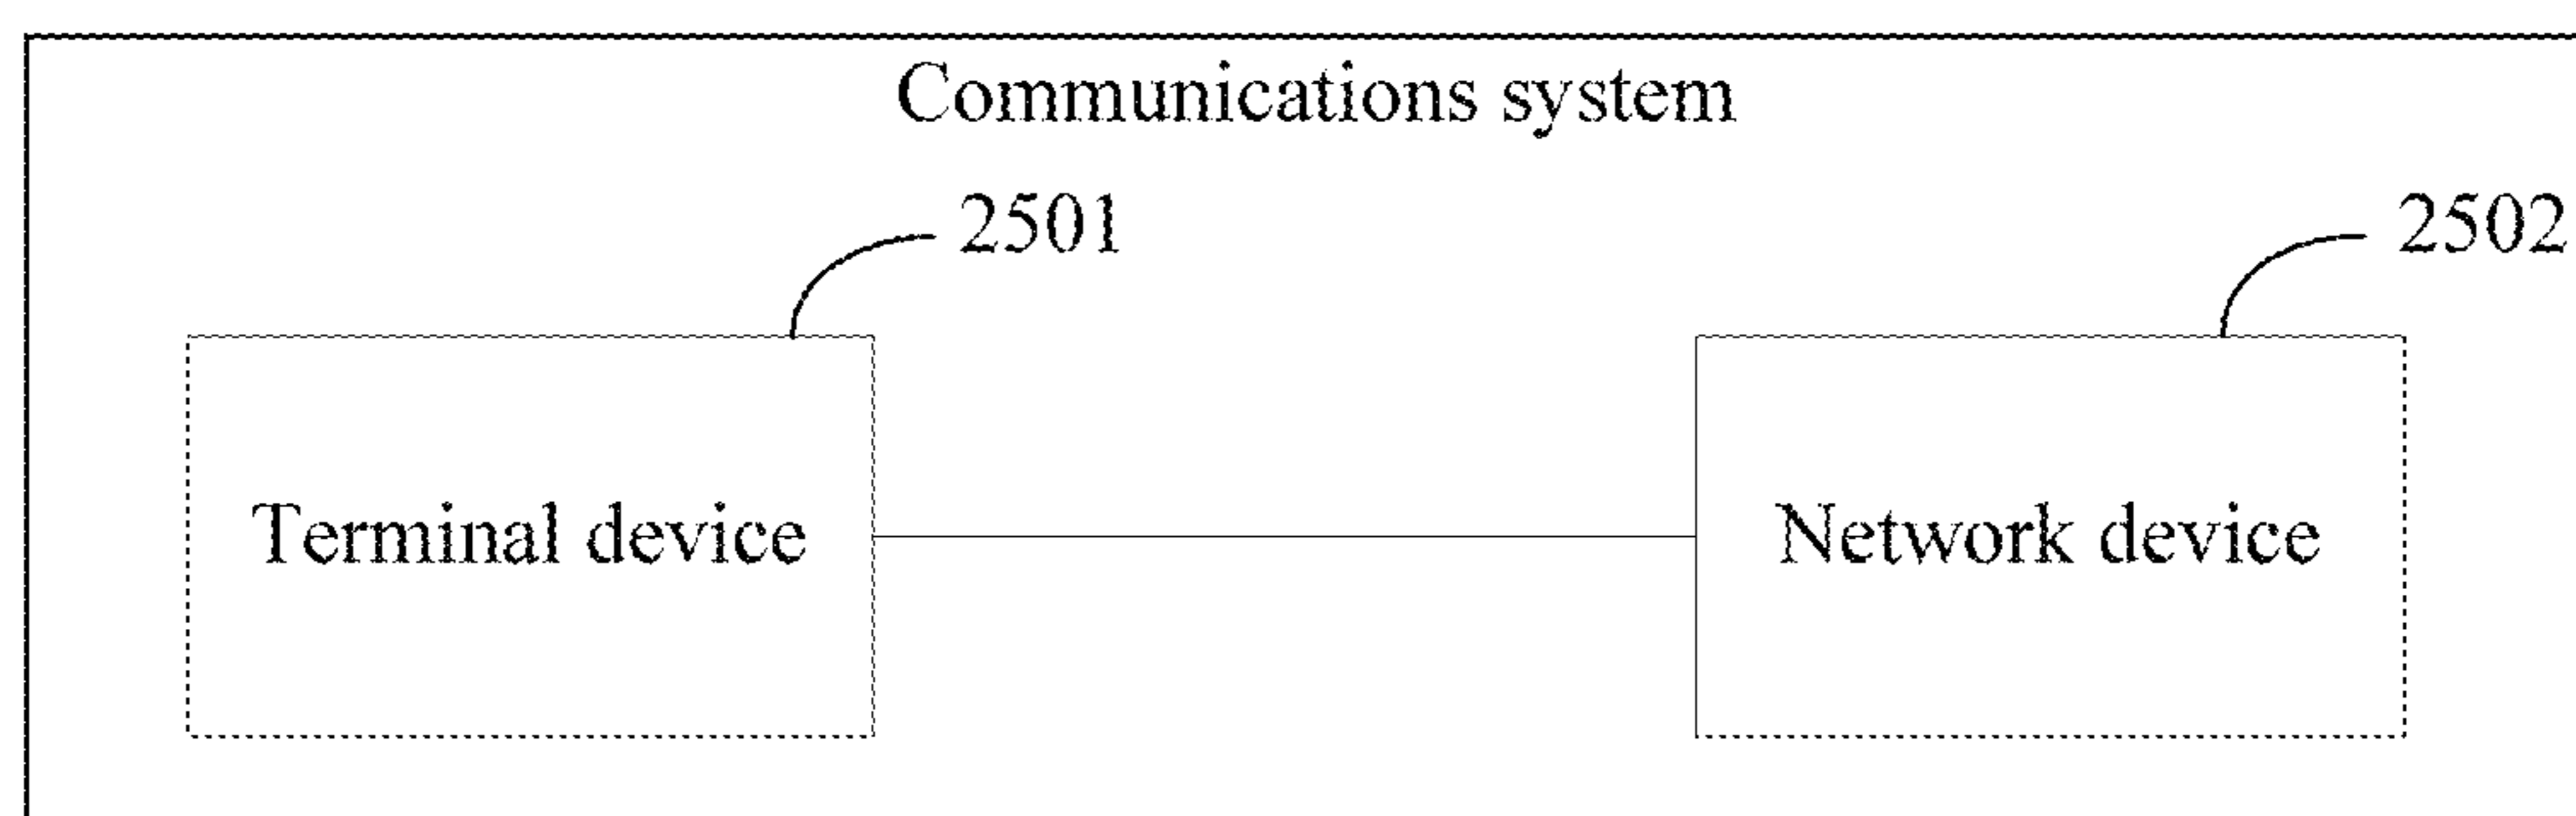 Communications system
2501
2502
Terminal device
Network device